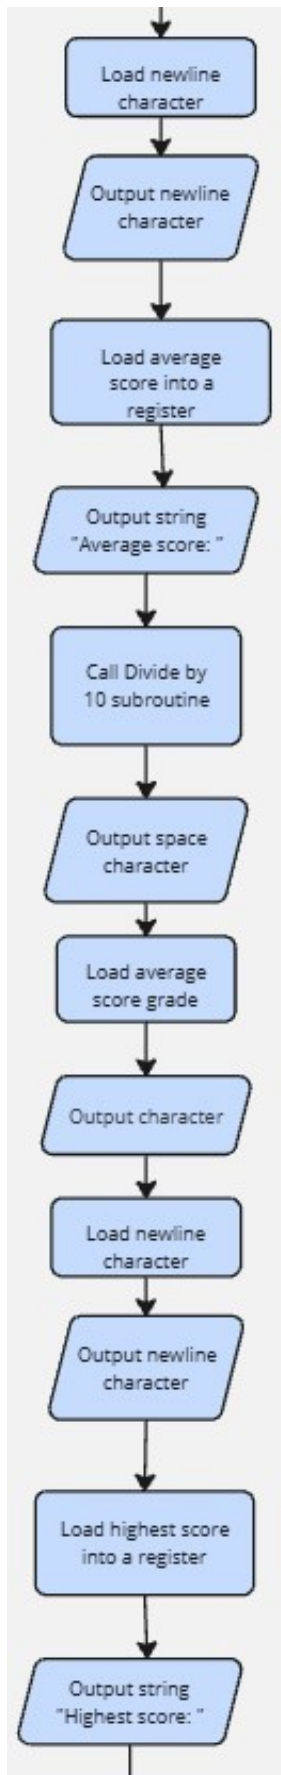 Load newline
character
Output newline
character
Load average
score into a
register
Output string
"Average score: "
Call Divide by
10 subroutine
Output space
character
Load average
score grade
Output character
Load newline
character
Output newline
character
Load highest score
into a register
Output string
"Highest score: "